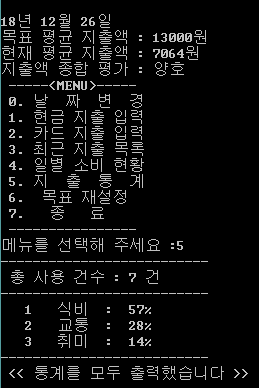 18년 12월 26일
목표 평균 지출액 : 13000원
현재 평균 지출액 : 7064원
지출액 종합 평가 : 양호
-----<MENU>-----
0. 날 짜 변 경
1. 현금 지출 입력
2. 카드 지출 입력
3. 최근 지출 목록
4. 일별 소비 현황
5. 지 출 통 계
6. 목표 재설정
7. 종 료
----------------
메뉴를 선택해 주세요 :5
--------------------------
총 사용 건수 : 7 건
--------------------------
1 식비 : 57%
2 교통 : 28%
3 취미 : 14%
--------------------------
<< 통계를 모두 출력했습니다 >>